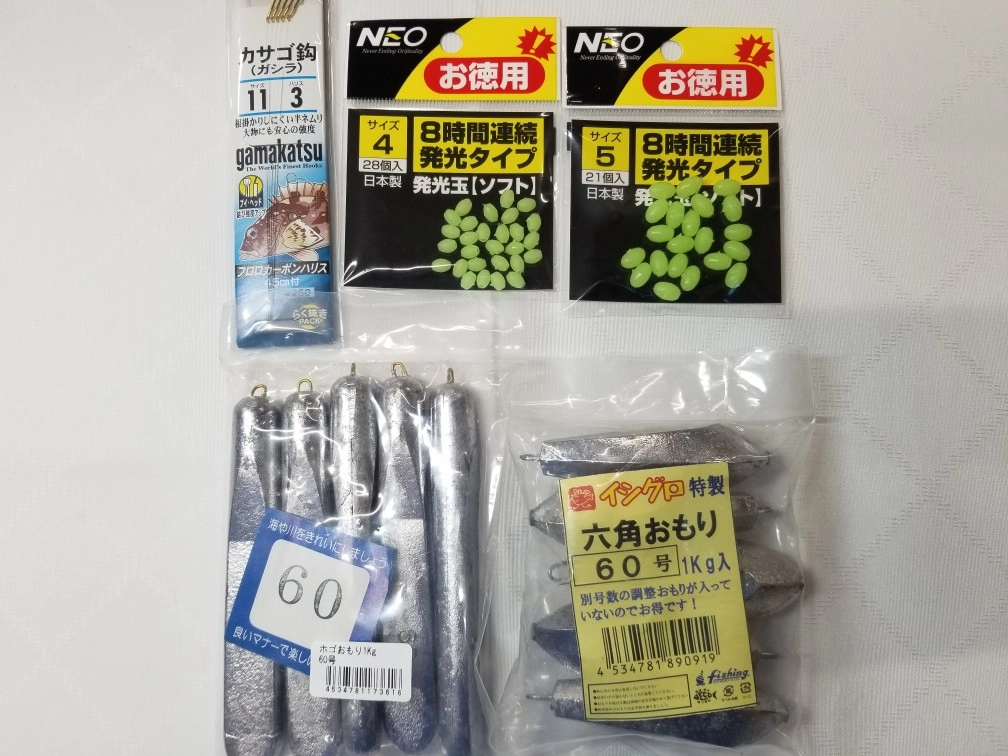 カサゴ鈎
(ガシラ)
サイズ ハリス
11 3
根掛かりしにくい半ネムリ
大物にも安心の強度
gamakatsu
The World's Finest Hooks
フロロカーボンハリス
45cm付
らく抜き
PACK
NEO
Never Ending Originality
お徳用
サイズ
4
28個入
日本製
8時間連続
発光タイプ
発光玉【ソフト】
NEO
Never Ending Originality
お徳用
サイズ
5
21個入
日本製
8時間連続
発光タイプ
海や川をきれいにしましょう
60
良いマナーで楽し
ホゴおもり1Kg
60号
4534781173616
イシグロ 特製
六角おもり
60号 1Kg入
別号数の調整おもりが入って
いないのでお得です！
4 534781 890919
fishing